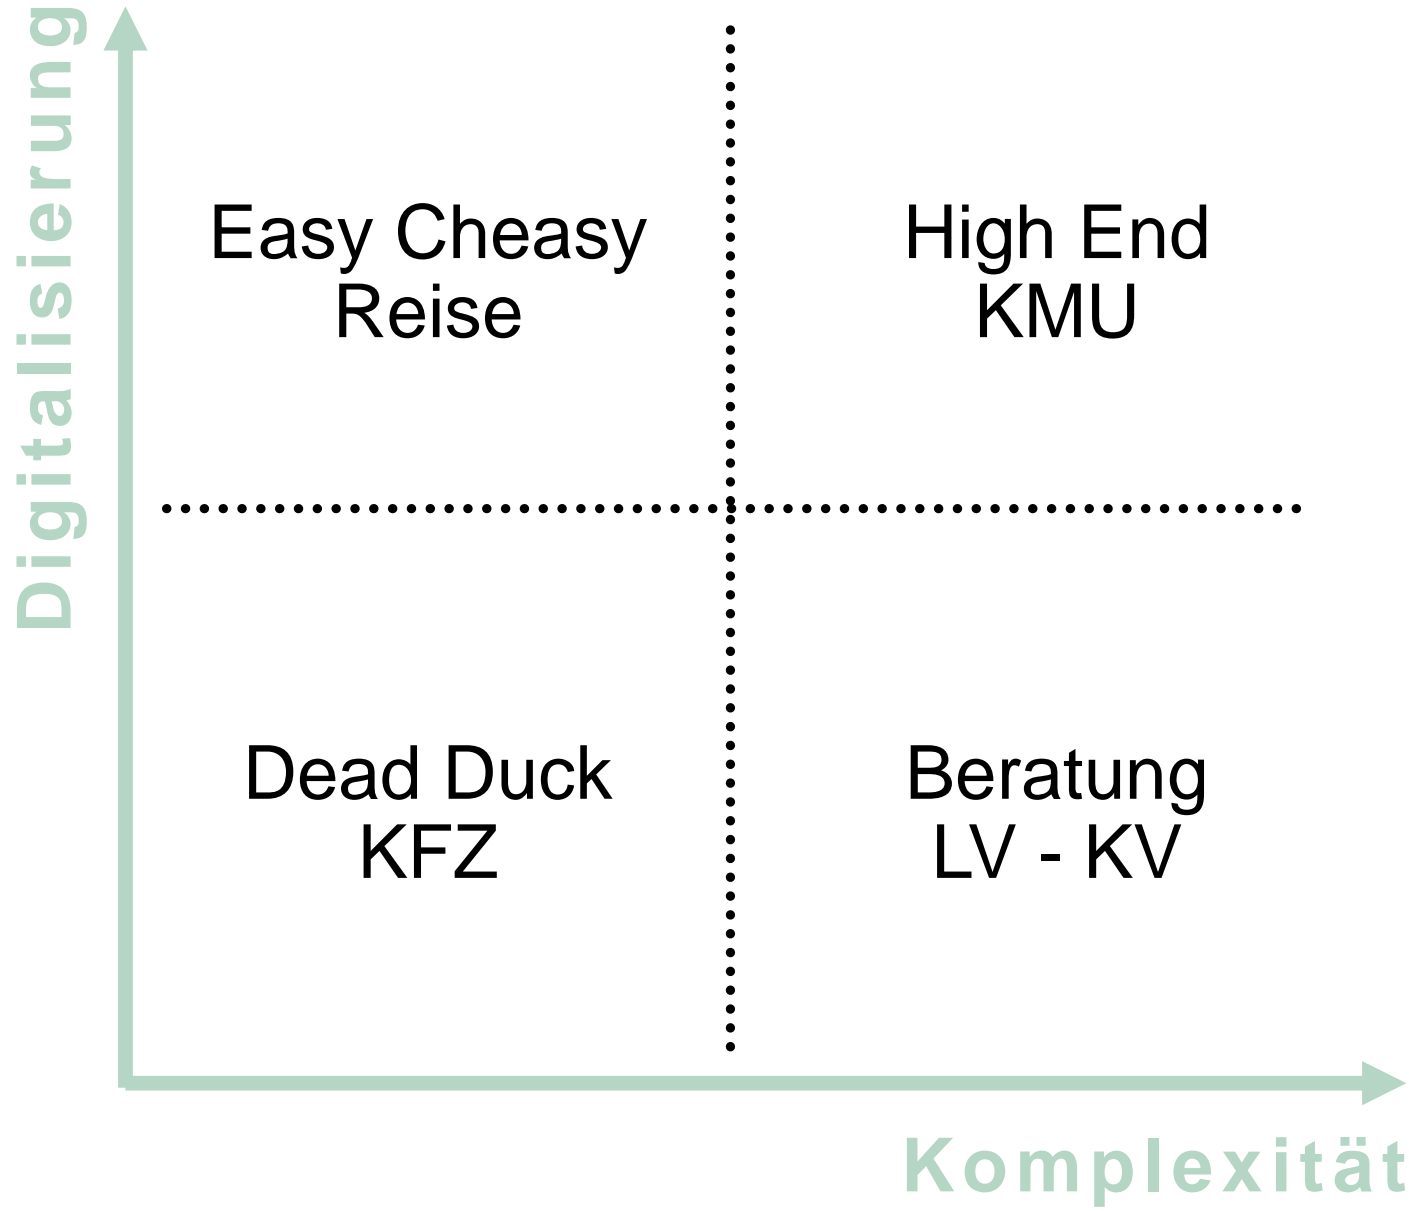 Digitalisierung
Easy Cheasy
Reise
High End
KMU
Dead Duck
KFZ
Beratung
LV - KV
Komplexität